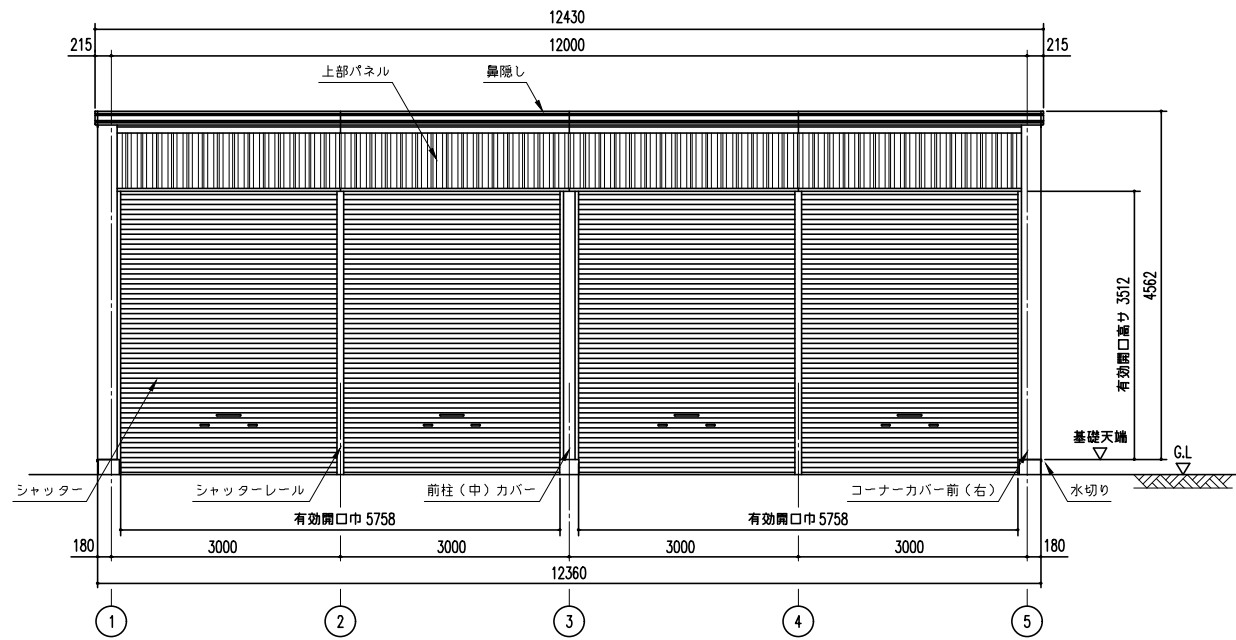 12430
215 12000 215
上部パネル 鼻隠し
有効開口高サ 3512
4562
基礎天端 G.L
シャッター シャッターレール 前柱（中）カバー コーナーカバー前（右） 水切り
有効開口巾 5758 有効開口巾 5758
180 3000 3000 3000 3000 180
12360
1 2 3 4 5